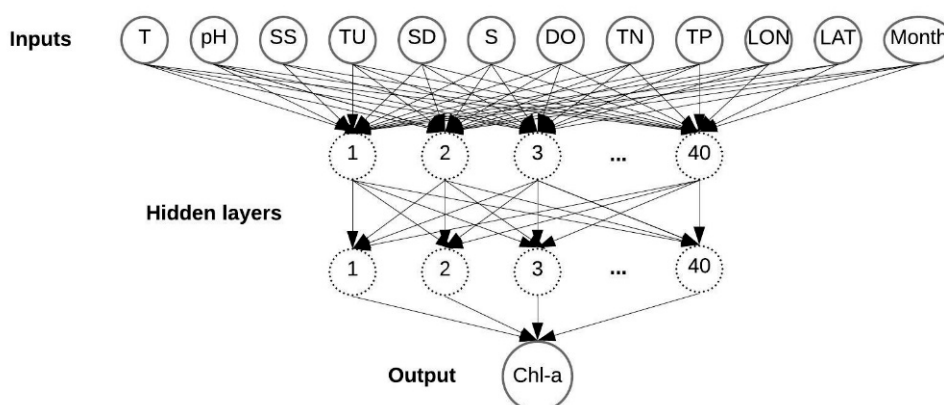 Inputs T pH SS TU SD S DO TN TP LON LAT Month
1 2 3 ... 40
Hidden layers
1 2 3 ... 40
Output Chl-a